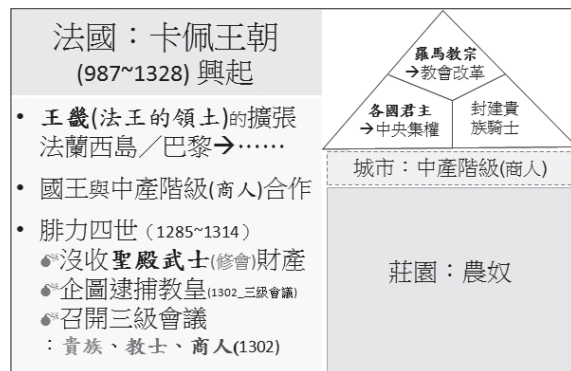 法國：卡佩王朝
(987~1328) 興起
• 王畿(法王的領土)的擴張
法蘭西島／巴黎→⋯⋯
• 國王與中產階級(商人)合作
• 腓力四世（1285~1314）
沒收聖殿武士(修會)財產
企圖逮捕教皇(1302_三級會議)
召開三級會議
：貴族、教士、商人(1302)
羅馬教宗
→教會改革
各國君主
→中央集權
封建貴
族騎士
城市：中產階級(商人)
莊園：農奴